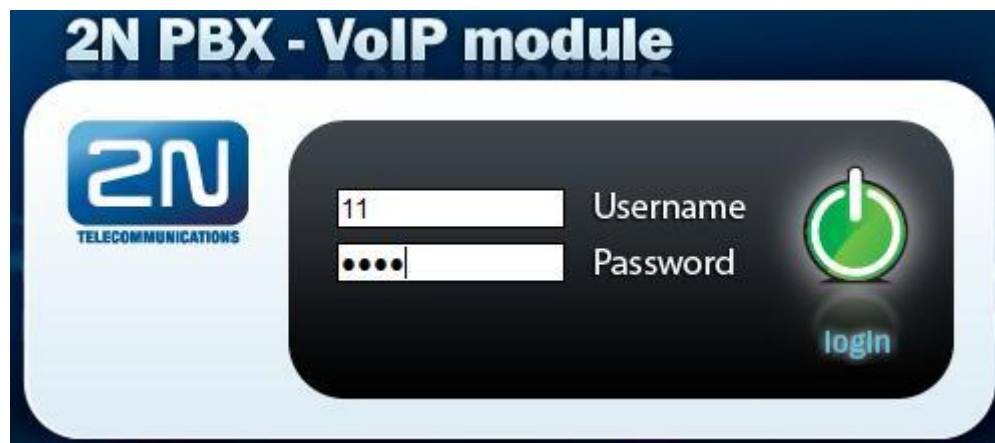 2N PBX - VoIP module
2N
TELECOMMUNICATIONS
11 Username
•••• Password
login